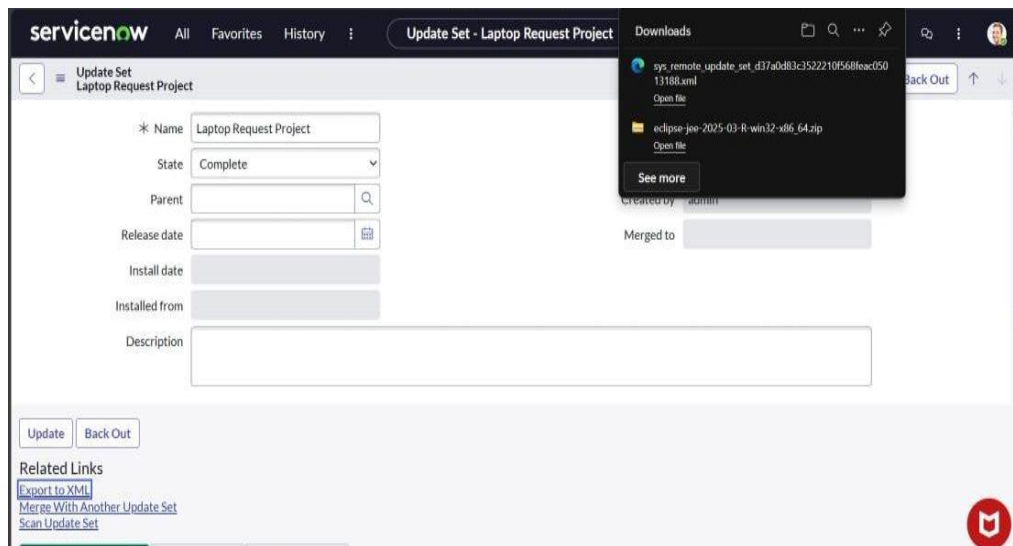 servicenow All Favorites History Update Set - Laptop Request Project
Downloads
Update Set
Laptop Request Project
Back Out
sys_remote_update_set_d37a0d83c3522210f568feac050
13188.xml
Open file
eclipse-jee-2025-03-R-win32-x86_64.zip
Open file
See more
* Name Laptop Request Project
State Complete
Parent
Created by admin
Release date
Merged to
Install date
Installed from
Description
Update Back Out
Related Links
Export to XML
Merge With Another Update Set
Scan Update Set